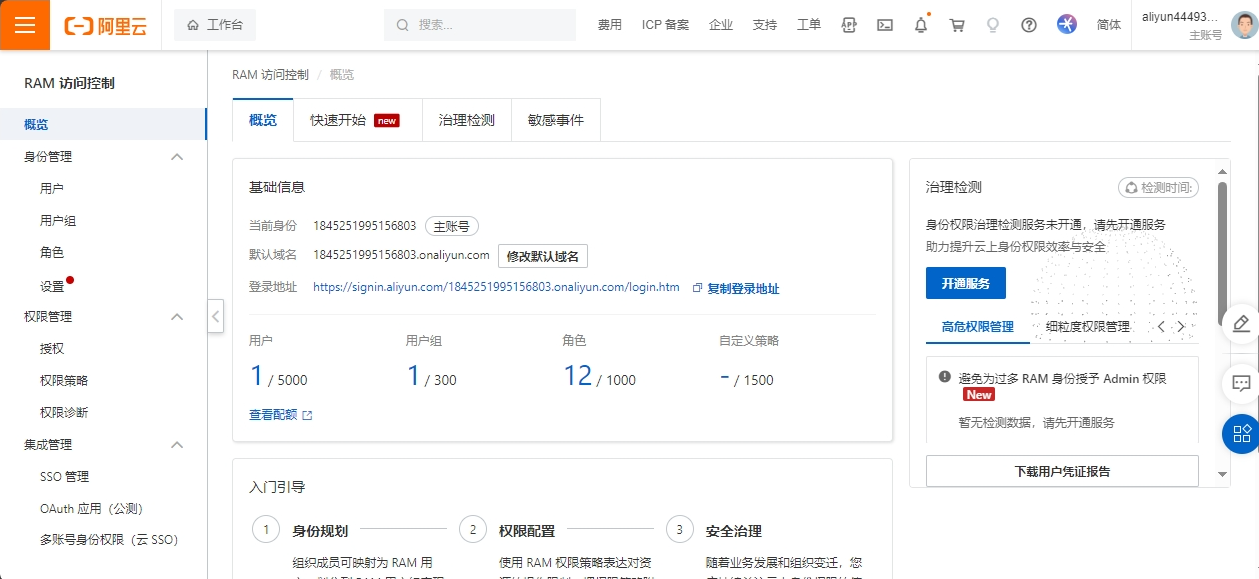 阿里云 工作台 搜索... 费用 ICP 备案 企业 支持 工单 简体 aliyun44493...
主账号
RAM 访问控制
概览
身份管理
用户
用户组
角色
设置
权限管理
授权
权限策略
权限诊断
集成管理
SSO 管理
OAuth 应用（公测）
多账号身份权限（云 SSO）
RAM 访问控制 / 概览
概览 快速开始 new 治理检测 敏感事件
基础信息
当前身份 1845251995156803 主账号
默认域名 1845251995156803.onaliyun.com 修改默认域名
登录地址 https://signin.aliyun.com/1845251995156803.onaliyun.com/login.htm 复制登录地址
用户 用户组 角色 自定义策略
1 / 5000 1 / 300 12 / 1000 - / 1500
查看配额
入门引导
1 身份规划 2 权限配置 3 安全治理
组织成员可映射为 RAM 用 使用 RAM 权限策略表达对资 随着业务发展和组织变迁，您
治理检测 检测时间:
身份权限治理检测服务未开通，请先开通服务
助力提升云上身份权限效率与安全
开通服务
高危权限管理 细粒度权限管理
避免为过多 RAM 身份授予 Admin 权限
New
暂无检测数据，请先开通服务
下载用户凭证报告